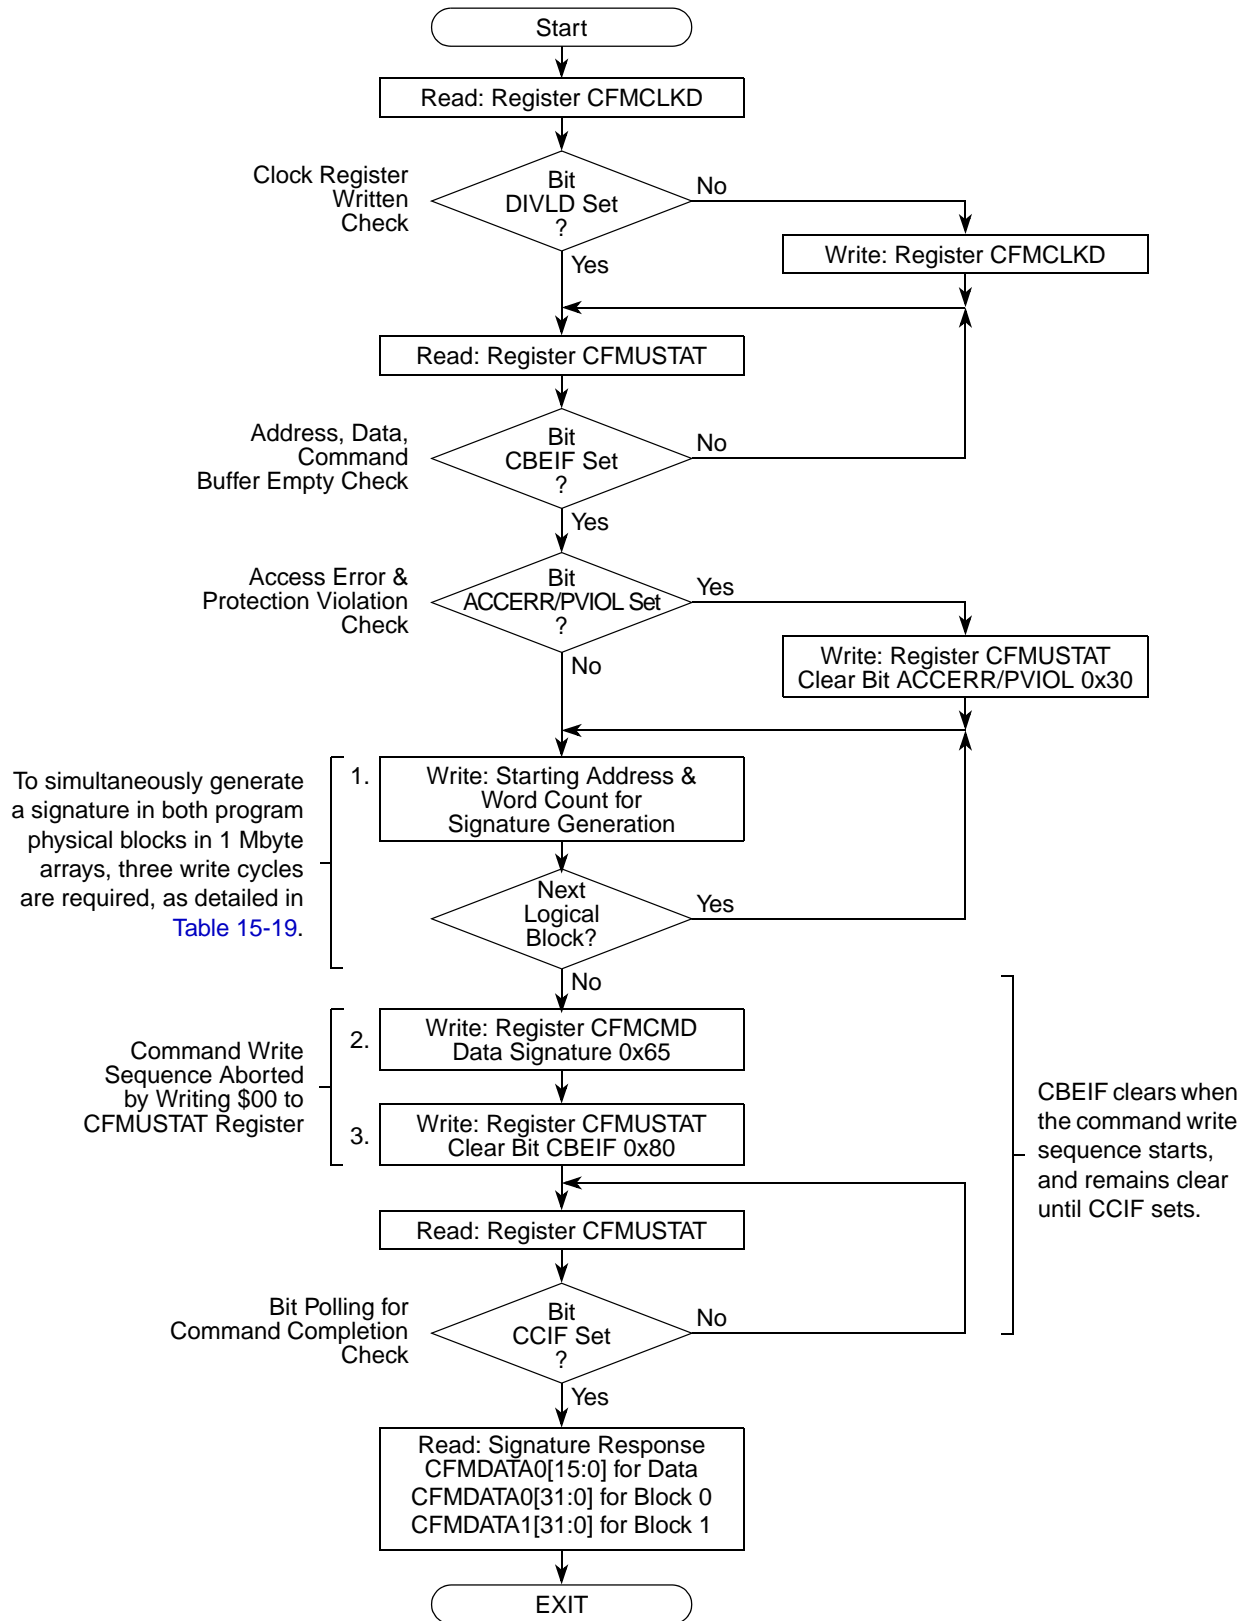 Start
Read: Register CFMCLKD
Clock Register
Written
Check
Bit
DIVLD Set
?
No
Yes
Write: Register CFMCLKD
Read: Register CFMUSTAT
Address, Data,
Command
Buffer Empty Check
Bit
CBEIF Set
?
No
Yes
Access Error &
Protection Violation
Check
Bit
ACCERR/PVIOL Set
?
Yes
No
Write: Register CFMUSTAT
Clear Bit ACCERR/PVIOL 0x30
To simultaneously generate
a signature in both program
physical blocks in 1 Mbyte
arrays, three write cycles
are required, as detailed in
Table 15-19.
1.
Write: Starting Address &
Word Count for
Signature Generation
Next
Logical
Block?
Yes
No
Command Write
Sequence Aborted
by Writing $00 to
CFMUSTAT Register
2.
Write: Register CFMCMD
Data Signature 0x65
3.
Write: Register CFMUSTAT
Clear Bit CBEIF 0x80
CBEIF clears when
the command write
sequence starts,
and remains clear
until CCIF sets.
Read: Register CFMUSTAT
Bit Polling for
Command Completion
Check
Bit
CCIF Set
?
No
Yes
Read: Signature Response
CFMDATA0[15:0] for Data
CFMDATA0[31:0] for Block 0
CFMDATA1[31:0] for Block 1
EXIT